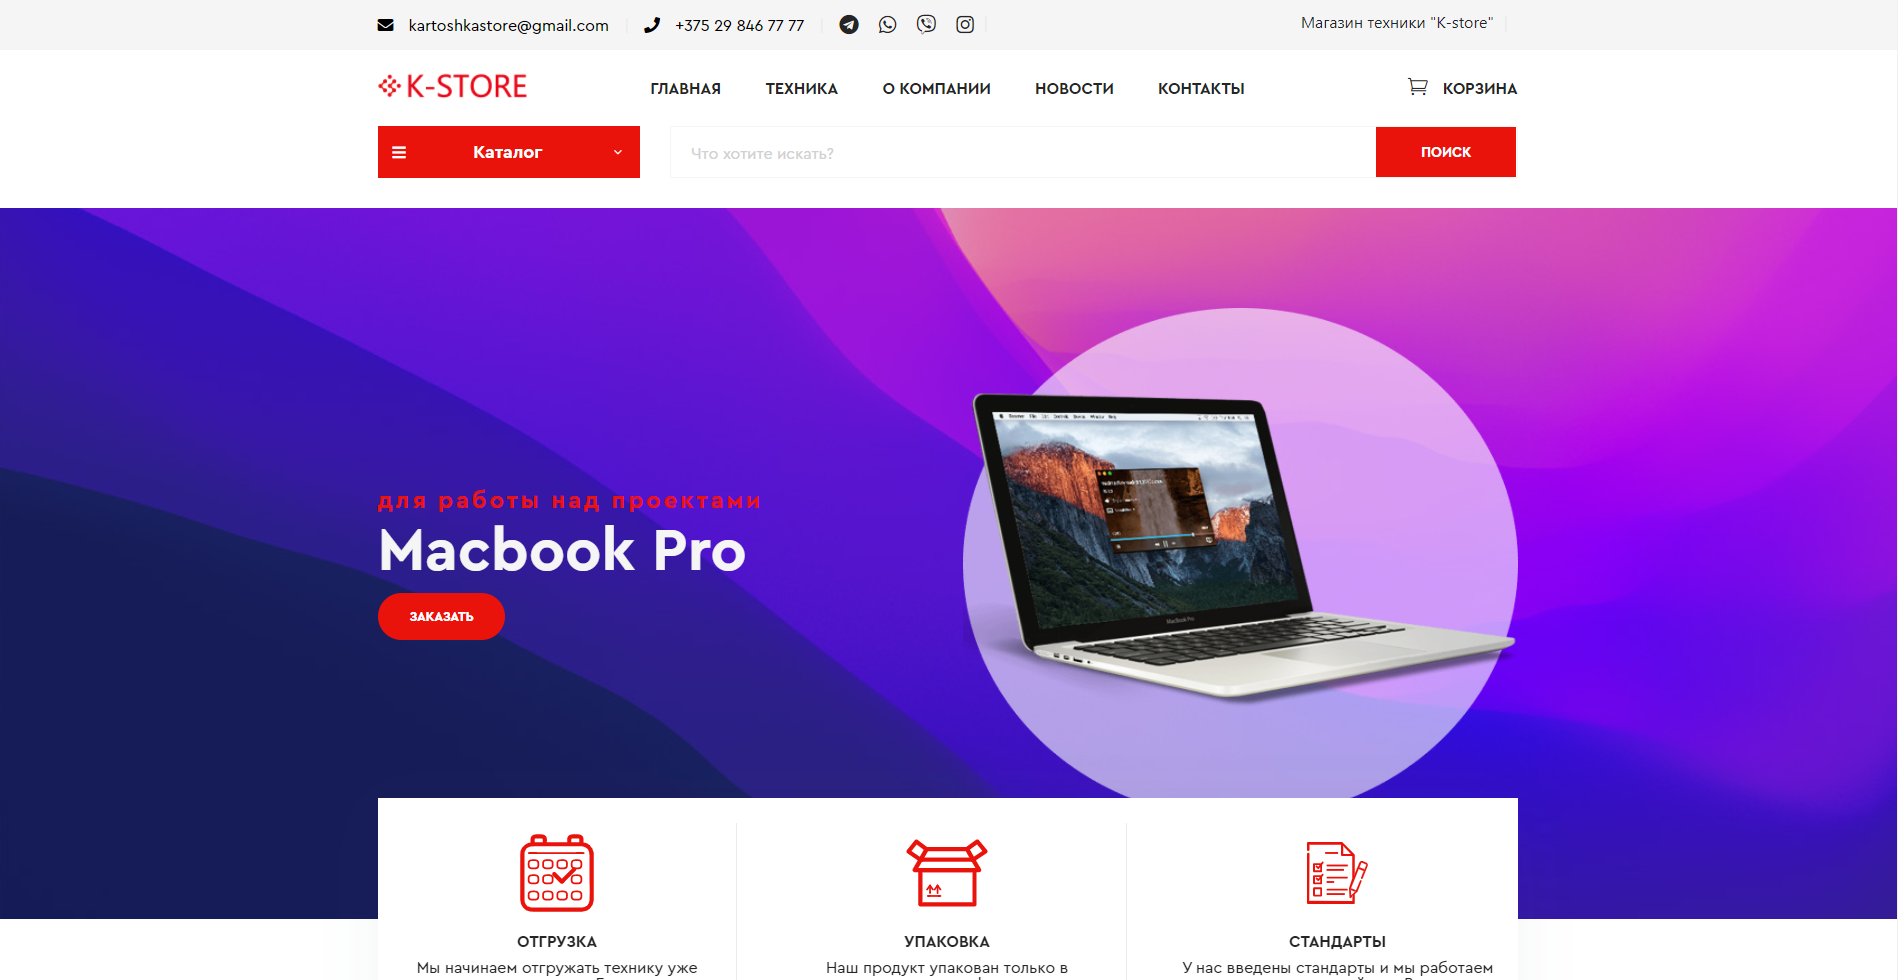 kartoshkastore@gmail.com
+375 29 846 77 77
Магазин техники "K-store"
K-STORE
ГЛАВНАЯ
ТЕХНИКА
О КОМПАНИИ
НОВОСТИ
КОНТАКТЫ
КОРЗИНА
Каталог
Что хотите искать?
ПОИСК
для работы над проектами
Macbook Pro
ЗАКАЗАТЬ
MacBook Pro
ОТГРУЗКА
Мы начинаем отгружать технику уже
УПАКОВКА
Наш продукт упакован только в
СТАНДАРТЫ
У нас введены стандарты и мы работаем